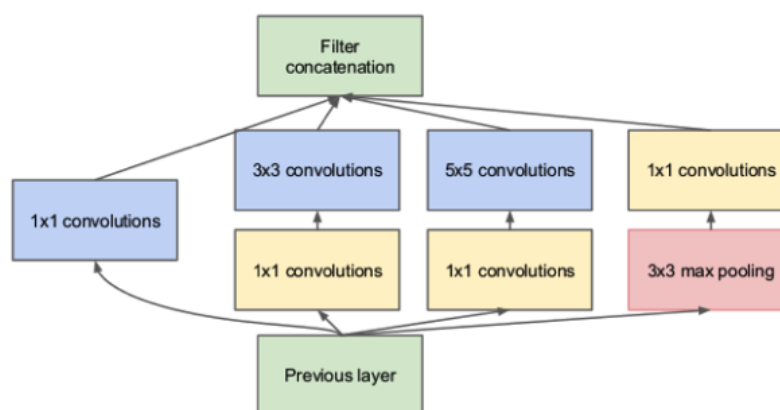 Filter
concatenation
3x3 convolutions
5x5 convolutions
1x1 convolutions
1x1 convolutions
1x1 convolutions
1x1 convolutions
3x3 max pooling
Previous layer